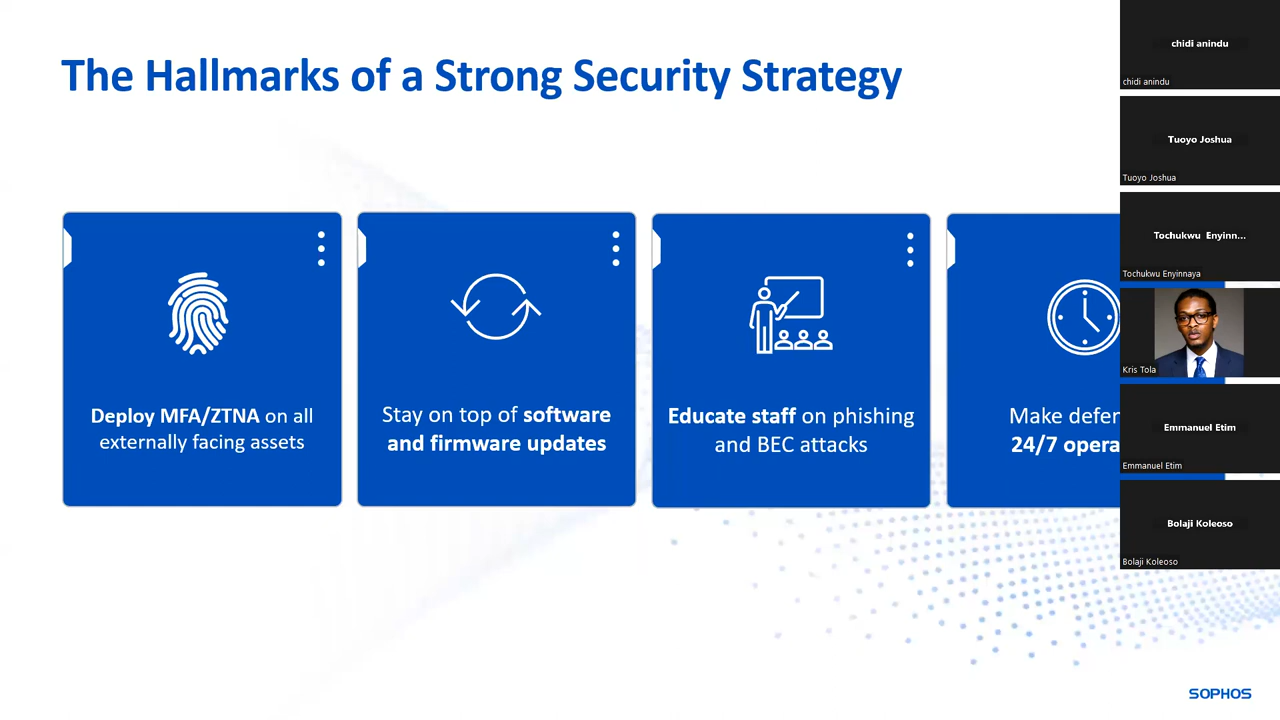 The Hallmarks of a Strong Security Strategy
Deploy MFA/ZTNA on all
externally facing assets
Stay on top of software
and firmware updates
Educate staff on phishing
and BEC attacks
Make defen
24/7 opera
SOPHOS
chidi anindu
chidi anindu
Tuoyo Joshua
Tuoyo Joshua
Tochukwu Enyinn...
Tochukwu Enyinnaya
Kris Tola
Emmanuel Etim
Emmanuel Etim
Bolaji Koleoso
Bolaji Koleoso